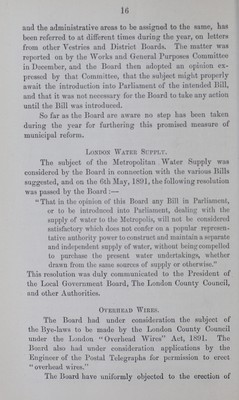 16
and the administrative areas to be assigned to the same, has
been referred to at different times during the year, on letters
from other Vestries and District Boards. The matter was
reported on by the Works and General Purposes Committee
in December, and the Board then adopted an opinion ex-
pressed by that Committee, that the subject might properly
await the introduction into Parliament of the intended Bill,
and that it was not necessary for the Board to take any action
until the Bill was introduced.
So far as the Board are aware no step has been taken
during the year for furthering this promised measure of
municipal reform.
London Water Supply.
The subject of the Metropolitan Water Supply was
considered by the Board in connection with the various Bills
suggested, and on the 6th May, 1891, the following resolution
was passed by the Board :—
"That in the opinion of this Board any Bill in Parliament,
or to be introduced into Parliament, dealing with the
supply of water to the Metropolis, will not be considered
satisfactory which does not confer on a popular represen-
tative authority power to construct and maintain a separate
and independent supply of water, without being compelled
to purchase the present water undertakings, whether
drawn from the same sources of supply or otherwise."
This resolution was duly communicated to the President of
the Local Government Board, The London County Council,
and other Authorities.
Overhead Wires.
The Board had under consideration the subject of
the Bye-laws to be made by the London County Council
under the London "Overhead Wires" Act, 1891. The
Board also had under consideration applications by the
Engineer of the Postal Telegraphs for permission to erect
"overhead wires."
The Board have uniformly objected to the erection of